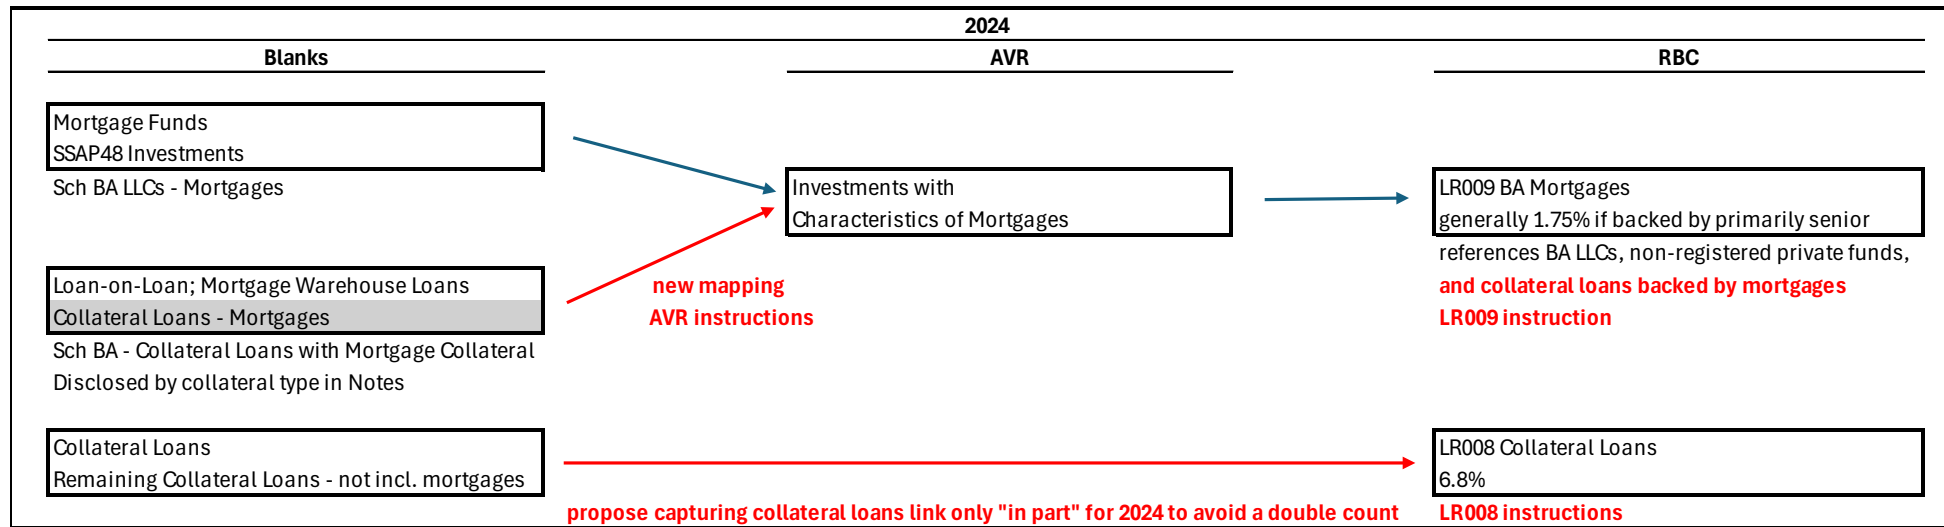 2024
Blanks
AVR
RBC
Mortgage Funds
SSAP48 Investments
Sch BA LLCs - Mortgages
Investments with
Characteristics of Mortgages
LR009 BA Mortgages
generally 1.75% if backed by primarily senior
references BA LLCs, non-registered private funds,
and collateral loans backed by mortgages
LR009 instruction
Loan-on-Loan; Mortgage Warehouse Loans
Collateral Loans - Mortgages
Sch BA - Collateral Loans with Mortgage Collateral
Disclosed by collateral type in Notes
new mapping
AVR instructions
Collateral Loans
Remaining Collateral Loans - not incl. mortgages
LR008 Collateral Loans
6.8%
propose capturing collateral loans link only "in part" for 2024 to avoid a double count
LR008 instructions